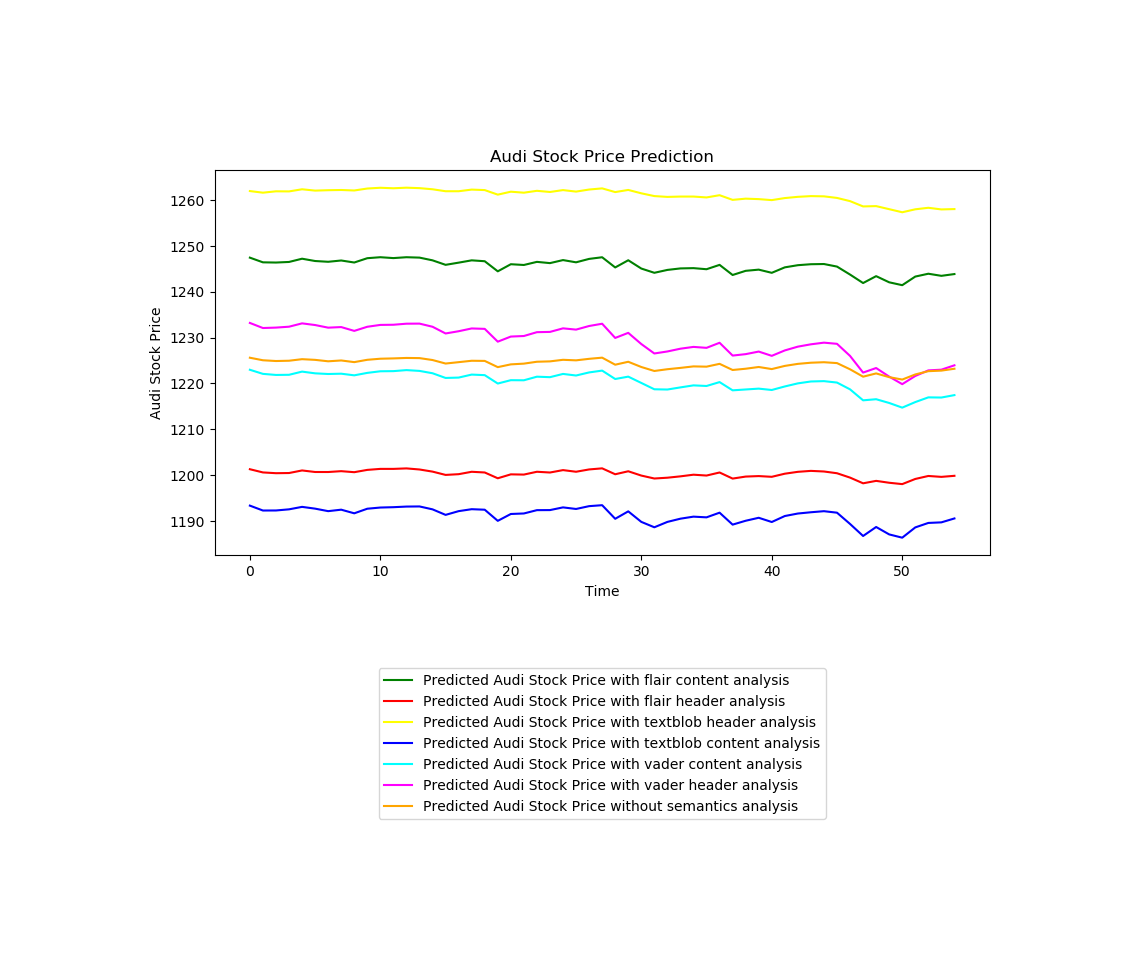 Audi Stock Price Prediction
Audi Stock Price
1260
1250
1240
1230
1220
1210
1200
1190
0 10 20 30 40 50
Time
Predicted Audi Stock Price with flair content analysis
Predicted Audi Stock Price with flair header analysis
Predicted Audi Stock Price with textblob header analysis
Predicted Audi Stock Price with textblob content analysis
Predicted Audi Stock Price with vader content analysis
Predicted Audi Stock Price with vader header analysis
Predicted Audi Stock Price without semantics analysis